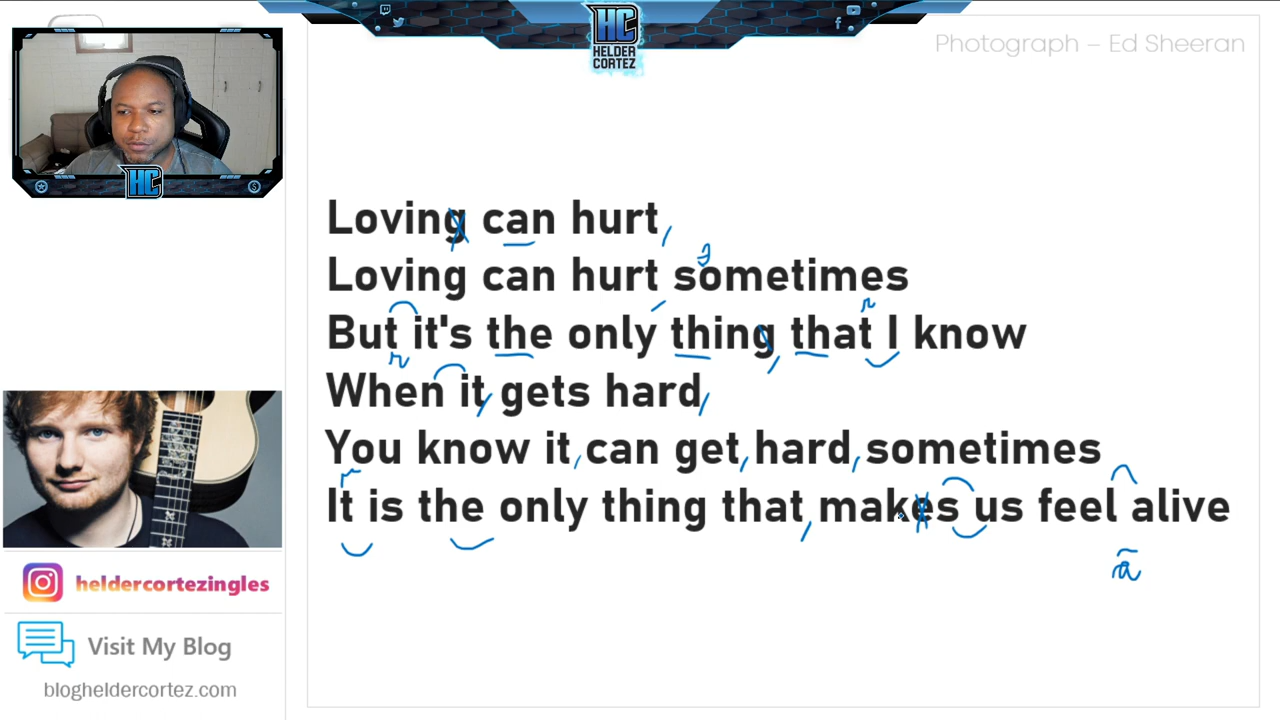 HC
HELDER
CORTEZ
Photograph – Ed Sheeran
HC
Loving can hurt,
Loving can hurt sometimes
But it's the only thing that I know
When it gets hard,
You know it can get hard sometimes
It is the only thing that makes us feel alive
heldercortezingles
Visit My Blog
blogheldercortez.com